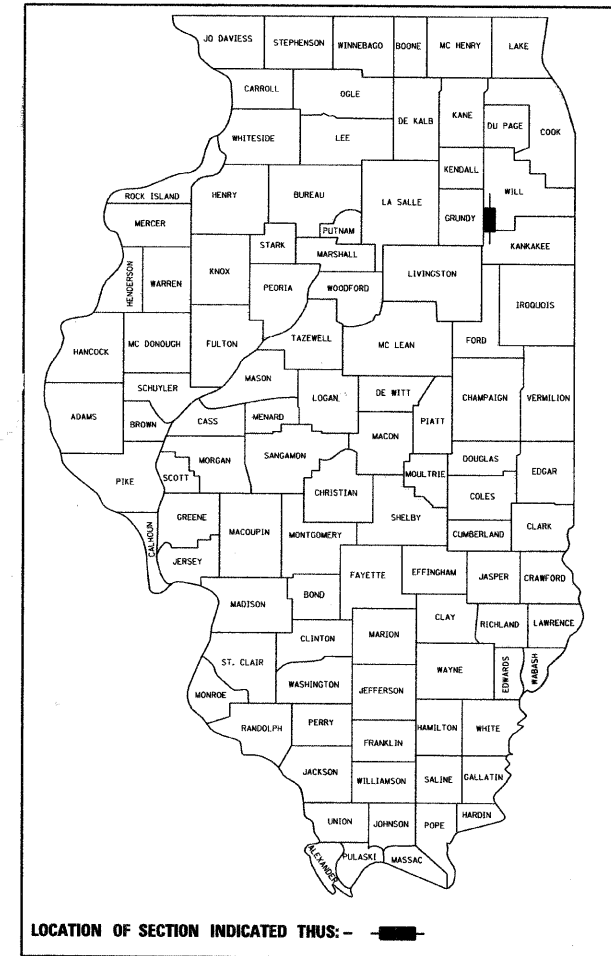 JO DAVIESS
STEPHENSON
WINNEBAGO
BOONE
MC HENRY
LAKE
CARROLL
OGLE
DE KALB
KANE
DU PAGE
COOK
WHITESIDE
LEE
KENDALL
WILL
ROCK ISLAND
HENRY
BUREAU
LA SALLE
GRUNDY
MERCER
PUTNAM
KANKAKEE
STARK
MARSHALL
HENDERSON
WARREN
KNOX
PEORIA
WOODFORD
LIVINGSTON
IROQUOIS
HANCOCK
MC DONOUGH
FULTON
TAZEWELL
MC LEAN
FORD
MASON
SCHUYLER
LOGAN
DE WITT
CHAMPAIGN
VERMILION
ADAMS
BROWN
CASS
MENARD
MACON
PIATT
PIKE
SCOTT
MORGAN
SANGAMON
MOULTRIE
DOUGLAS
EDGAR
CHRISTIAN
COLES
CALHOUN
GREENE
MACOUPIN
MONTGOMERY
SHELBY
CUMBERLAND
CLARK
JERSEY
FAYETTE
EFFINGHAM
JASPER
CRAWFORD
MADISON
BOND
CLAY
RICHLAND
LAWRENCE
CLINTON
MARION
ST. CLAIR
WAYNE
EDWARDS
WABASH
MONROE
WASHINGTON
JEFFERSON
RANDOLPH
PERRY
HAMILTON
WHITE
FRANKLIN
JACKSON
WILLIAMSON
SALINE
GALLATIN
UNION
JOHNSON
POPE
HARDIN
ALEXANDER
PULASKI
MASSAC
LOCATION OF SECTION INDICATED THUS: -